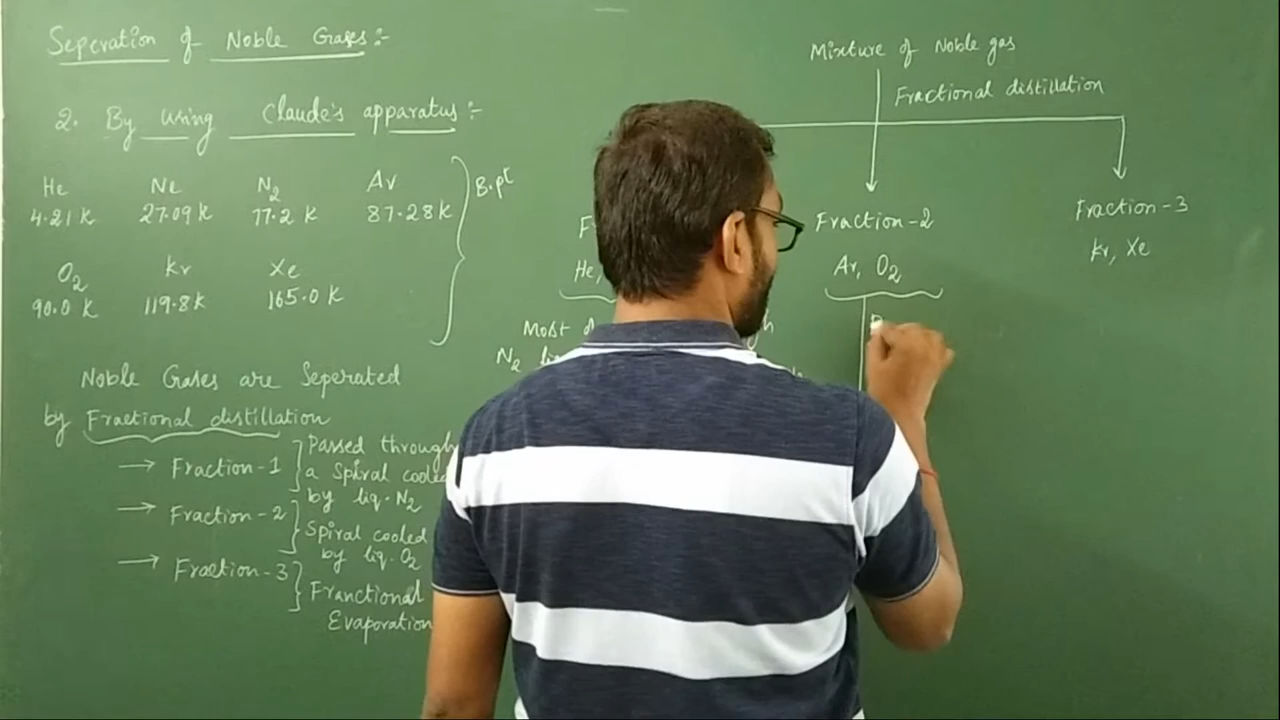 Seperation of Noble Gases:-
2. By using Claude's apparatus:-
He Ne N2 Ar
4.21 K 27.09 K 77.2 K 87.28 K
B.pt
O2 Kr Xe
90.0 K 119.8 K 165.0 K
Noble Gases are Seperated
by Fractional distillation
→ Fraction-1
Passed through
a Spiral cooled
by liq. N2
→ Fraction-2
Spiral cooled
by liq. O2
→ Fraction-3
Franctional
Evaporation
Mixture of Noble gas
Fractional distillation
F
He,
Most
N2
Fraction-2
Ar, O2
Fraction-3
Kr, Xe